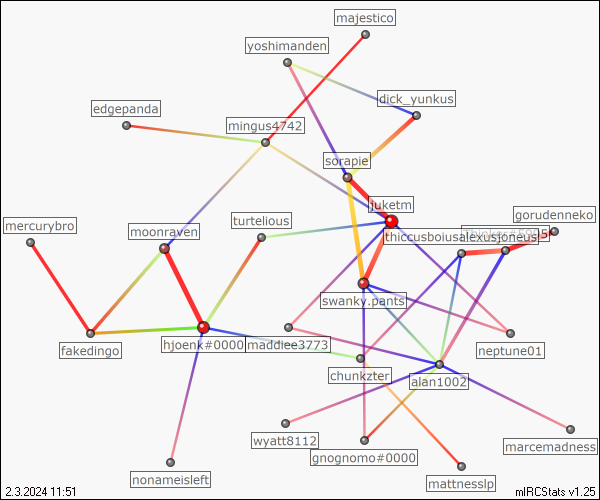 majestico
yoshimanden
dick_yunkus
edgepanda
mingus4742
sorapie
juketm
gorudenneko
mercurybro
moonraven
turtelious
thiccusboiusalexusjoneus
swanky.pants
fakedingo
hjoenk#0000
maddiee3773
neptune01
chunkzter
alan1002
wyatt8112
gnognomo#0000
marcemadness
nonameisleft
mattnesslp
2.3.2024 11:51
mIRCStats v1.25